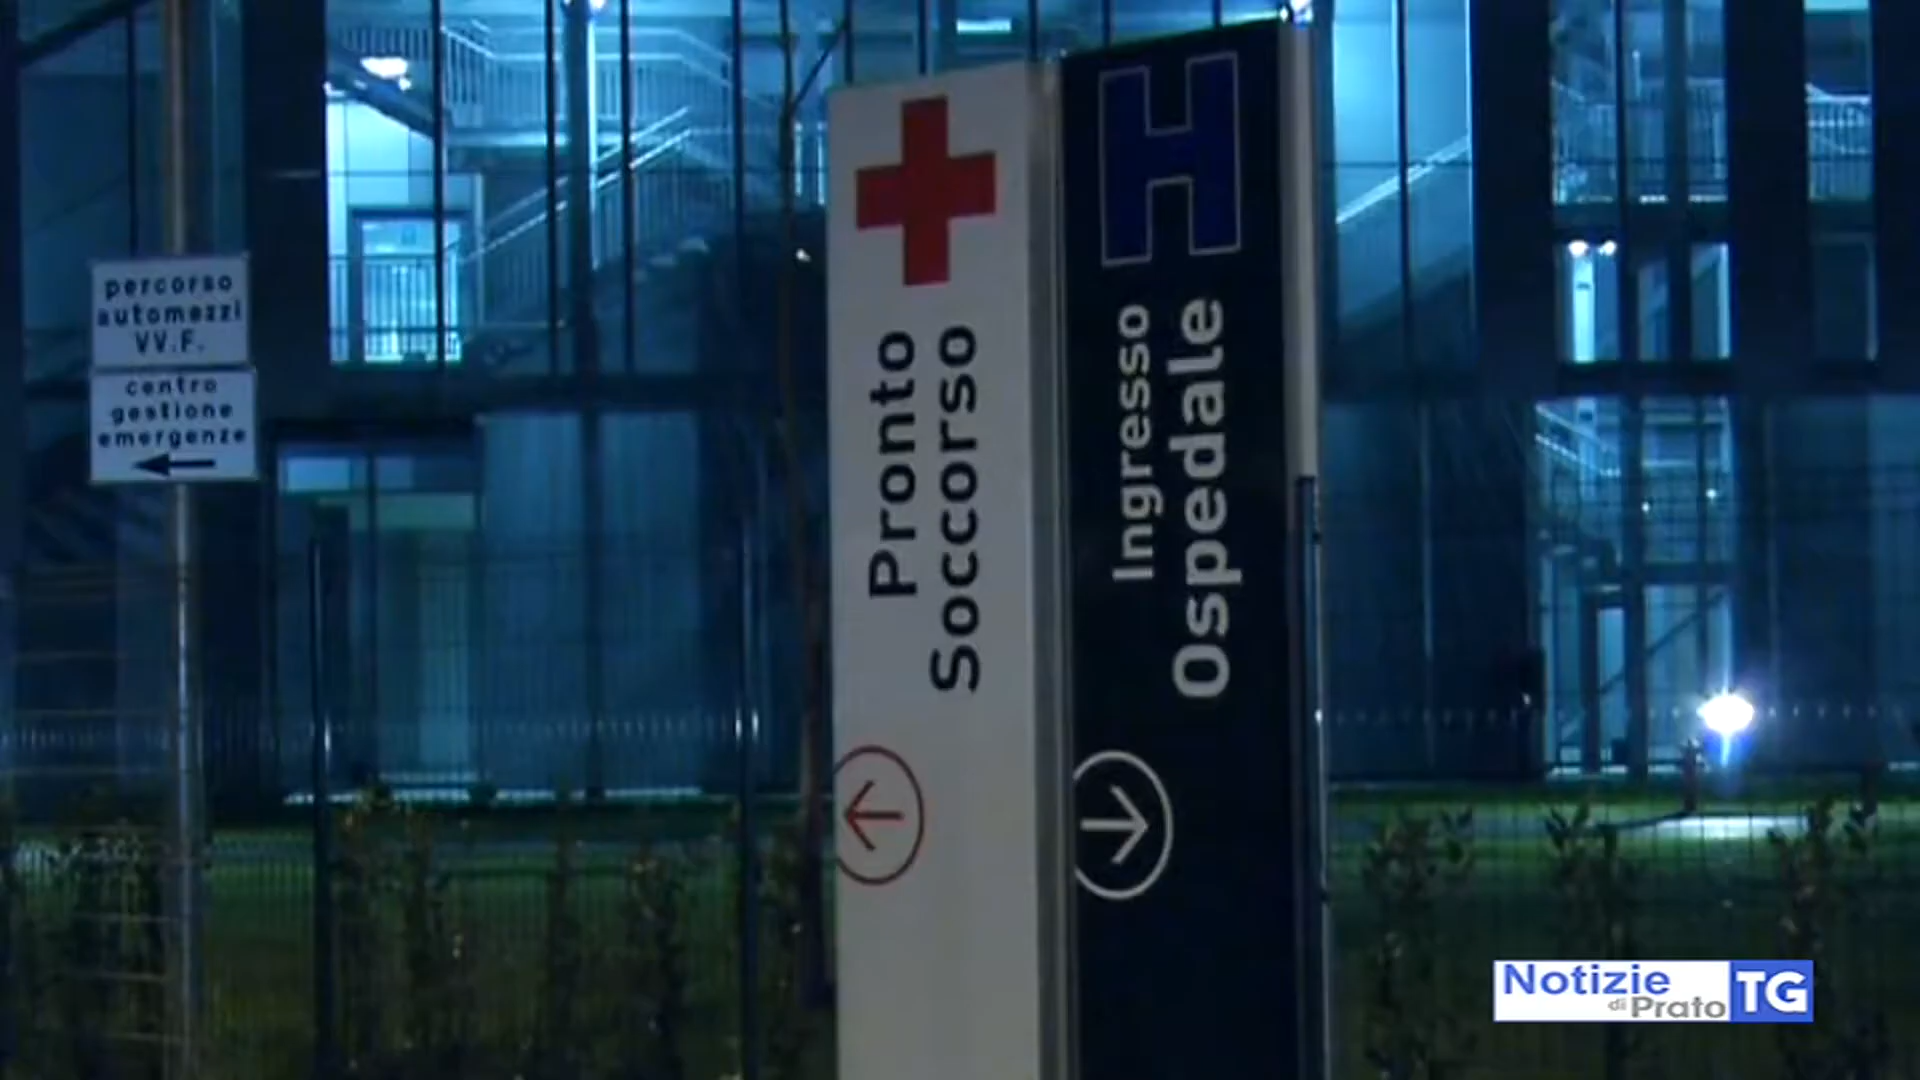 percorso
automezzi
VV.F.
centro
gestione
emergenze
Pronto
Soccorso
H
Ingresso
Ospedale
Notizie
di Prato
TG